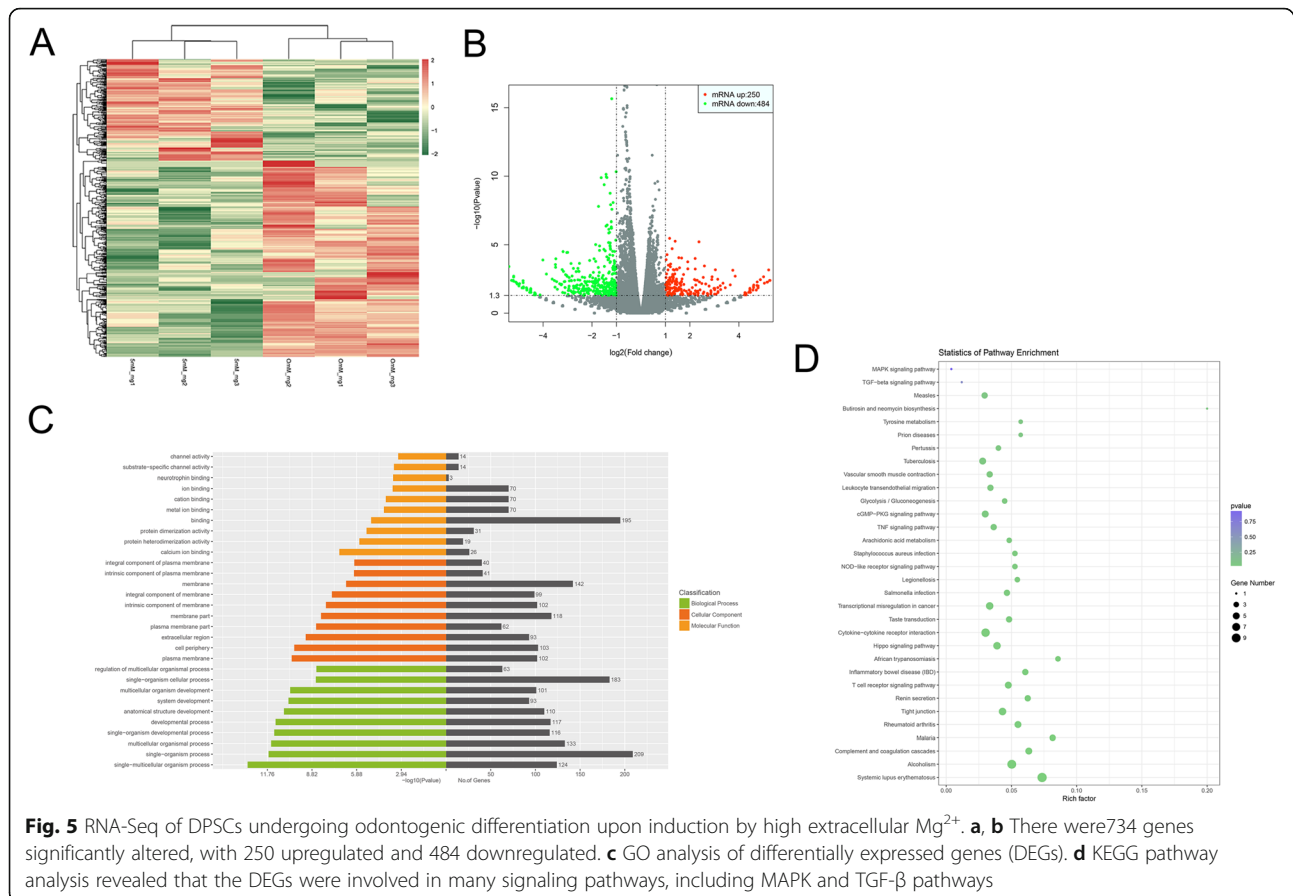 A
2
1
0
−1
−2
5mM_mg1
5mM_mg2
5mM_mg3
0mM_mg2
0mM_mg1
0mM_mg3
B
mRNA up:250
mRNA down:484
15
10
5
1.3
0
−4
−2
−1
1
2
4
−log10(Pvalue)
log2(Fold change)
C
channel activity 14
substrate-specific channel activity 14
neurotrophin binding 3
ion binding 70
cation binding 70
metal ion binding 70
binding 195
protein dimerization activity 31
protein heterodimerization activity 19
calcium ion binding 26
integral component of plasma membrane 40
intrinsic component of plasma membrane 41
membrane 142
integral component of membrane 99
intrinsic component of membrane 102
membrane part 118
plasma membrane part 62
extracellular region 93
cell periphery 103
plasma membrane 102
regulation of multicellular organismal process 63
single-organism cellular process 183
multicellular organism development 101
system development 93
anatomical structure development 110
developmental process 117
single-organism developmental process 116
multicellular organismal process 133
single-organism process 209
single-multicellular organism process 124
11.76 8.82 5.88 2.94 50 100 150 200
−log10(Pvalue) No.of Genes
Classification
Biological Process
Cellular Component
Molecular Function
D
Statistics of Pathway Enrichment
MAPK signaling pathway
TGF−beta signaling pathway
Measles
Butirosin and neomycin biosynthesis
Tyrosine metabolism
Prion diseases
Pertussis
Tuberculosis
Vascular smooth muscle contraction
Leukocyte transendothelial migration
Glycolysis / Gluconeogenesis
cGMP−PKG signaling pathway
TNF signaling pathway
Arachidonic acid metabolism
Staphylococcus aureus infection
NOD−like receptor signaling pathway
Legionellosis
Salmonella infection
Transcriptional misregulation in cancer
Taste transduction
Cytokine−cytokine receptor interaction
Hippo signaling pathway
African trypanosomiasis
Inflammatory bowel disease (IBD)
T cell receptor signaling pathway
Renin secretion
Tight junction
Rheumatoid arthritis
Malaria
Complement and coagulation cascades
Alcoholism
Systemic lupus erythematosus
0.00 0.05 0.10 0.15 0.20
Rich factor
pvalue
0.75
0.50
0.25
Gene Number
1
3
5
7
9
Fig. 5 RNA-Seq of DPSCs undergoing odontogenic differentiation upon induction by high extracellular Mg²⁺. a, b There were734 genes
significantly altered, with 250 upregulated and 484 downregulated. c GO analysis of differentially expressed genes (DEGs). d KEGG pathway
analysis revealed that the DEGs were involved in many signaling pathways, including MAPK and TGF-β pathways